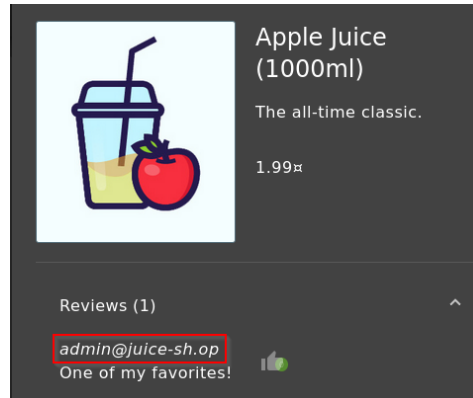 Apple Juice
(1000ml)
The all-time classic.
1.99¤
Reviews (1)
admin@juice-sh.op
One of my favorites!